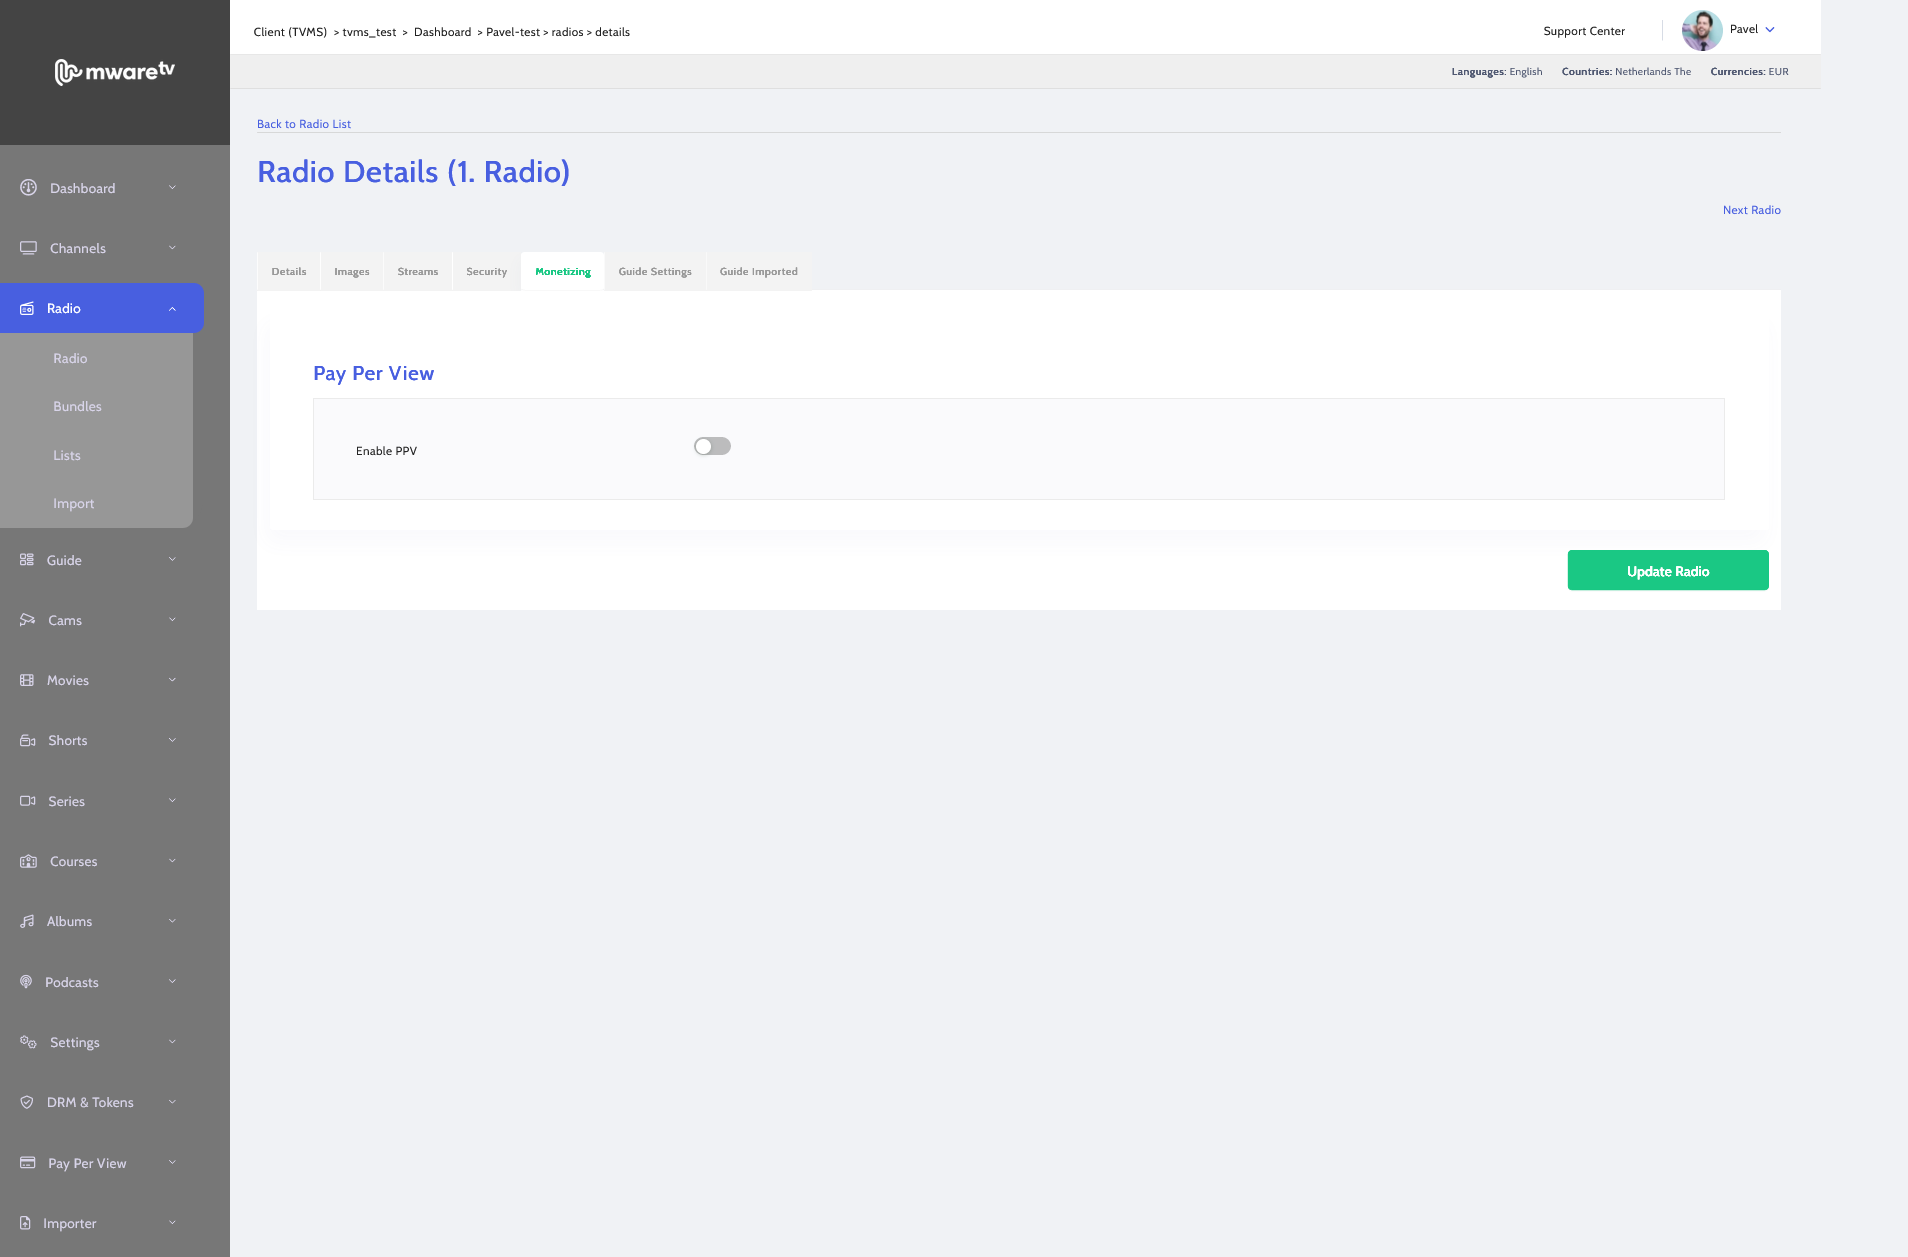 mwaretv
Client (TVMS) > tvms_test > Dashboard > Pavel-test > radios > details
Support Center
Pavel
Languages: English Countries: Netherlands The Currencies: EUR
Dashboard
Channels
Radio
Radio
Bundles
Lists
Import
Guide
Cams
Movies
Shorts
Series
Courses
Albums
Podcasts
Settings
DRM & Tokens
Pay Per View
Importer
Back to Radio List
Radio Details (1. Radio)
Next Radio
Details Images Streams Security Monetizing Guide Settings Guide Imported
Pay Per View
Enable PPV
Update Radio